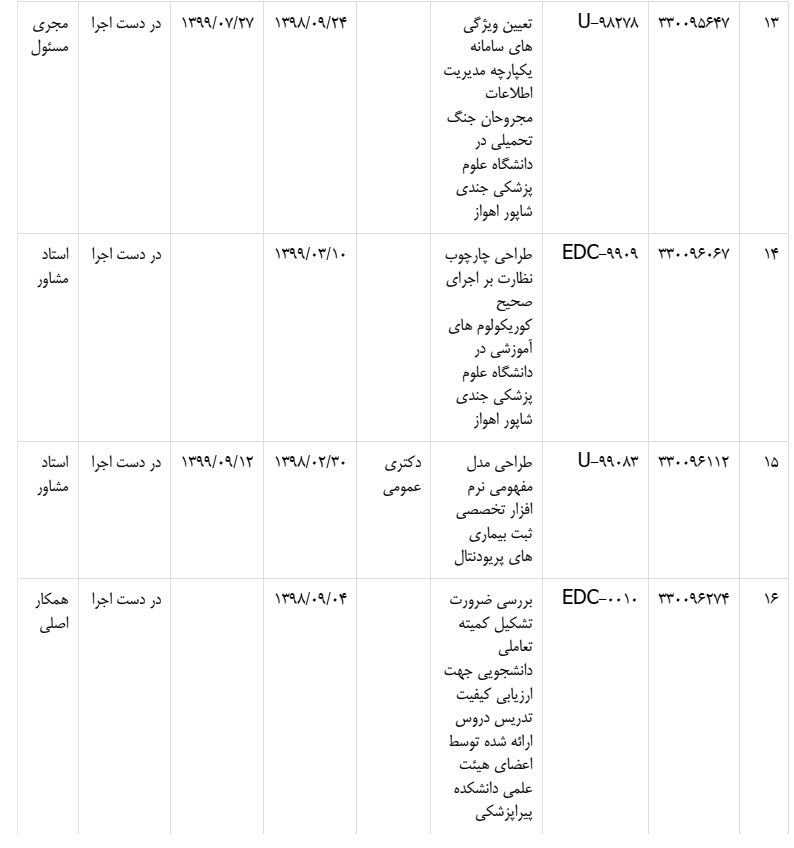 ۱۳ ۳۳۰۰۹۵۶۴۷ U-۹۸۲۷۸ تعیین ویژگی ۱۳۹۸/۰۹/۲۴ ۱۳۹۹/۰۷/۲۷ در دست اجرا مجری
های سامانه مسئول
یکپارچه مدیریت
اطلاعات
مجروحان جنگ
تحمیلی در
دانشگاه علوم
پزشکی جندی
شاپور اهواز
۱۴ ۳۳۰۰۹۶۰۶۷ EDC-۹۹۰۹ طراحی چارچوب ۱۳۹۹/۰۳/۱۰ در دست اجرا استاد
نظارت بر اجرای مشاور
صحیح
کوریکولوم های
آموزشی در
دانشگاه علوم
پزشکی جندی
شاپور اهواز
۱۵ ۳۳۰۰۹۶۱۱۲ U-۹۹۰۸۳ طراحی مدل دکتری ۱۳۹۸/۰۲/۳۰ ۱۳۹۹/۰۹/۱۲ در دست اجرا استاد
مفهومی نرم عمومی مشاور
افزار تخصصی
ثبت بیماری
های پریودنتال
۱۶ ۳۳۰۰۹۶۲۷۴ EDC-۰۰۱۰ بررسی ضرورت ۱۳۹۸/۰۹/۰۴ در دست اجرا همکار
تشکیل کمیته اصلی
تعاملی
دانشجویی جهت
ارزیابی کیفیت
تدریس دروس
ارائه شده توسط
اعضای هیئت
علمی دانشکده
پیراپزشکی